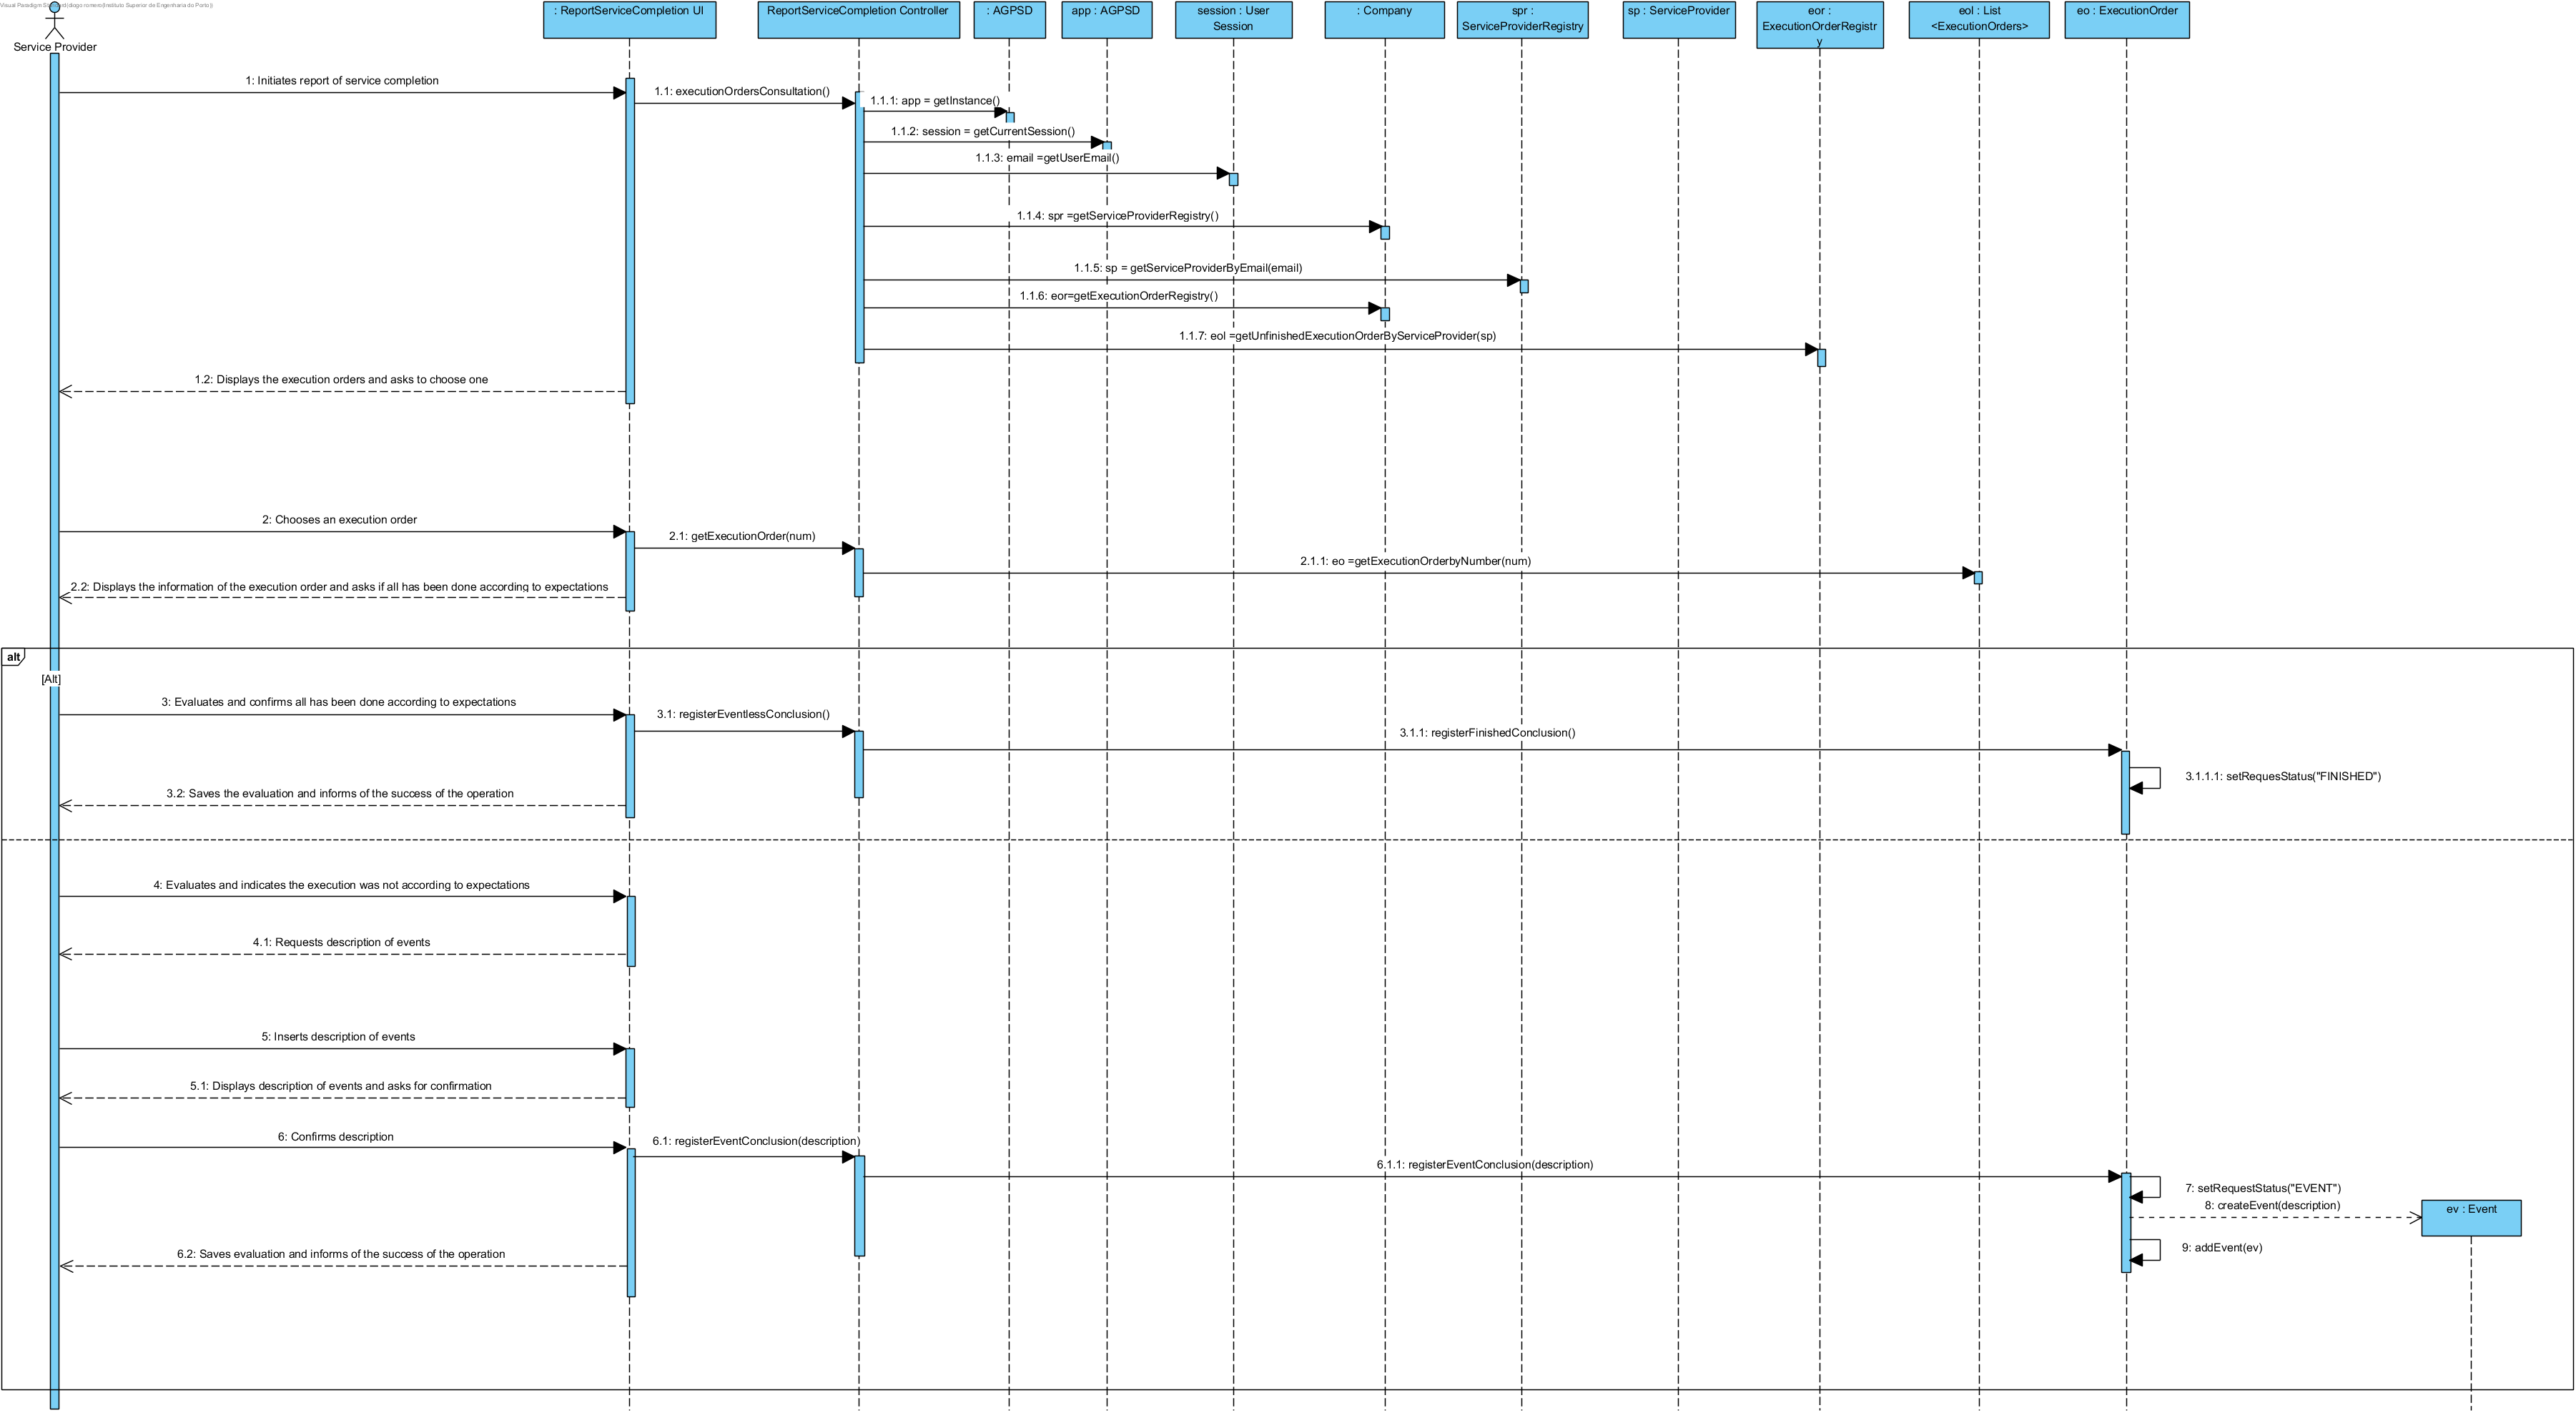 Visual Paradigm Standard(diogo romero(Instituto Superior de Engenharia do Porto))
Service Provider
: ReportServiceCompletion UI
ReportServiceCompletion Controller
: AGPSD
app : AGPSD
session : User
Session
: Company
spr :
ServiceProviderRegistry
sp : ServiceProvider
eor :
ExecutionOrderRegistr
y
eol : List
<ExecutionOrders>
eo : ExecutionOrder
1: Initiates report of service completion
1.1: executionOrdersConsultation()
1.1.1: app = getInstance()
1.1.2: session = getCurrentSession()
1.1.3: email =getUserEmail()
1.1.4: spr =getServiceProviderRegistry()
1.1.5: sp = getServiceProviderByEmail(email)
1.1.6: eor=getExecutionOrderRegistry()
1.1.7: eol =getUnfinishedExecutionOrderByServiceProvider(sp)
1.2: Displays the execution orders and asks to choose one
2: Chooses an execution order
2.1: getExecutionOrder(num)
2.1.1: eo =getExecutionOrderbyNumber(num)
2.2: Displays the information of the execution order and asks if all has been done according to expectations
alt
[Alt]
3: Evaluates and confirms all has been done according to expectations
3.1: registerEventlessConclusion()
3.1.1: registerFinishedConclusion()
3.1.1.1: setRequesStatus("FINISHED")
3.2: Saves the evaluation and informs of the success of the operation
4: Evaluates and indicates the execution was not according to expectations
4.1: Requests description of events
5: Inserts description of events
5.1: Displays description of events and asks for confirmation
6: Confirms description
6.1: registerEventConclusion(description)
6.1.1: registerEventConclusion(description)
7: setRequestStatus("EVENT")
8: createEvent(description)
ev : Event
9: addEvent(ev)
6.2: Saves evaluation and informs of the success of the operation